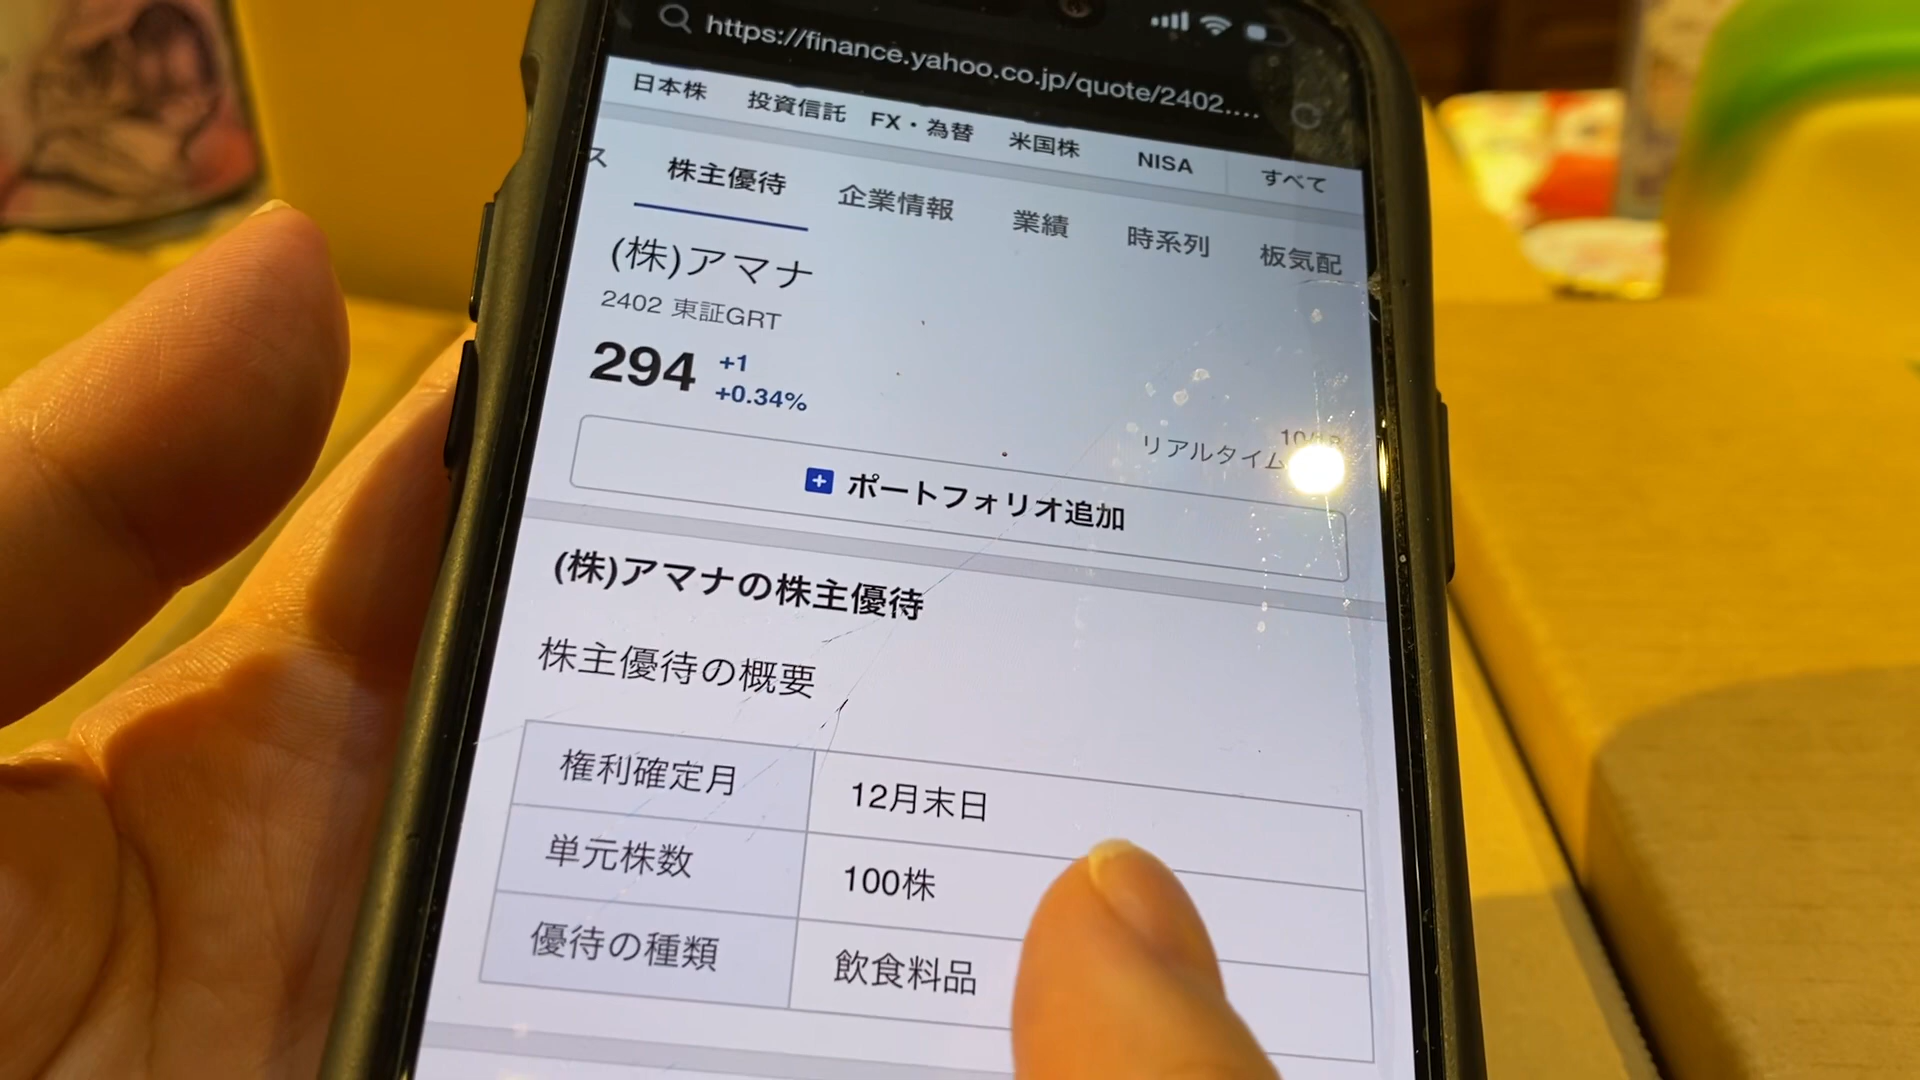 https://finance.yahoo.co.jp/quote/2402....
日本株 投資信託 FX・為替 米国株 NISA すべて
ス 株主優待 企業情報 業績 時系列 板気配
(株)アマナ
2402 東証GRT
294 +1
+0.34%
リアルタイム
ポートフォリオ追加
(株)アマナの株主優待
株主優待の概要
権利確定月 12月末日
単元株数 100株
優待の種類 飲食料品